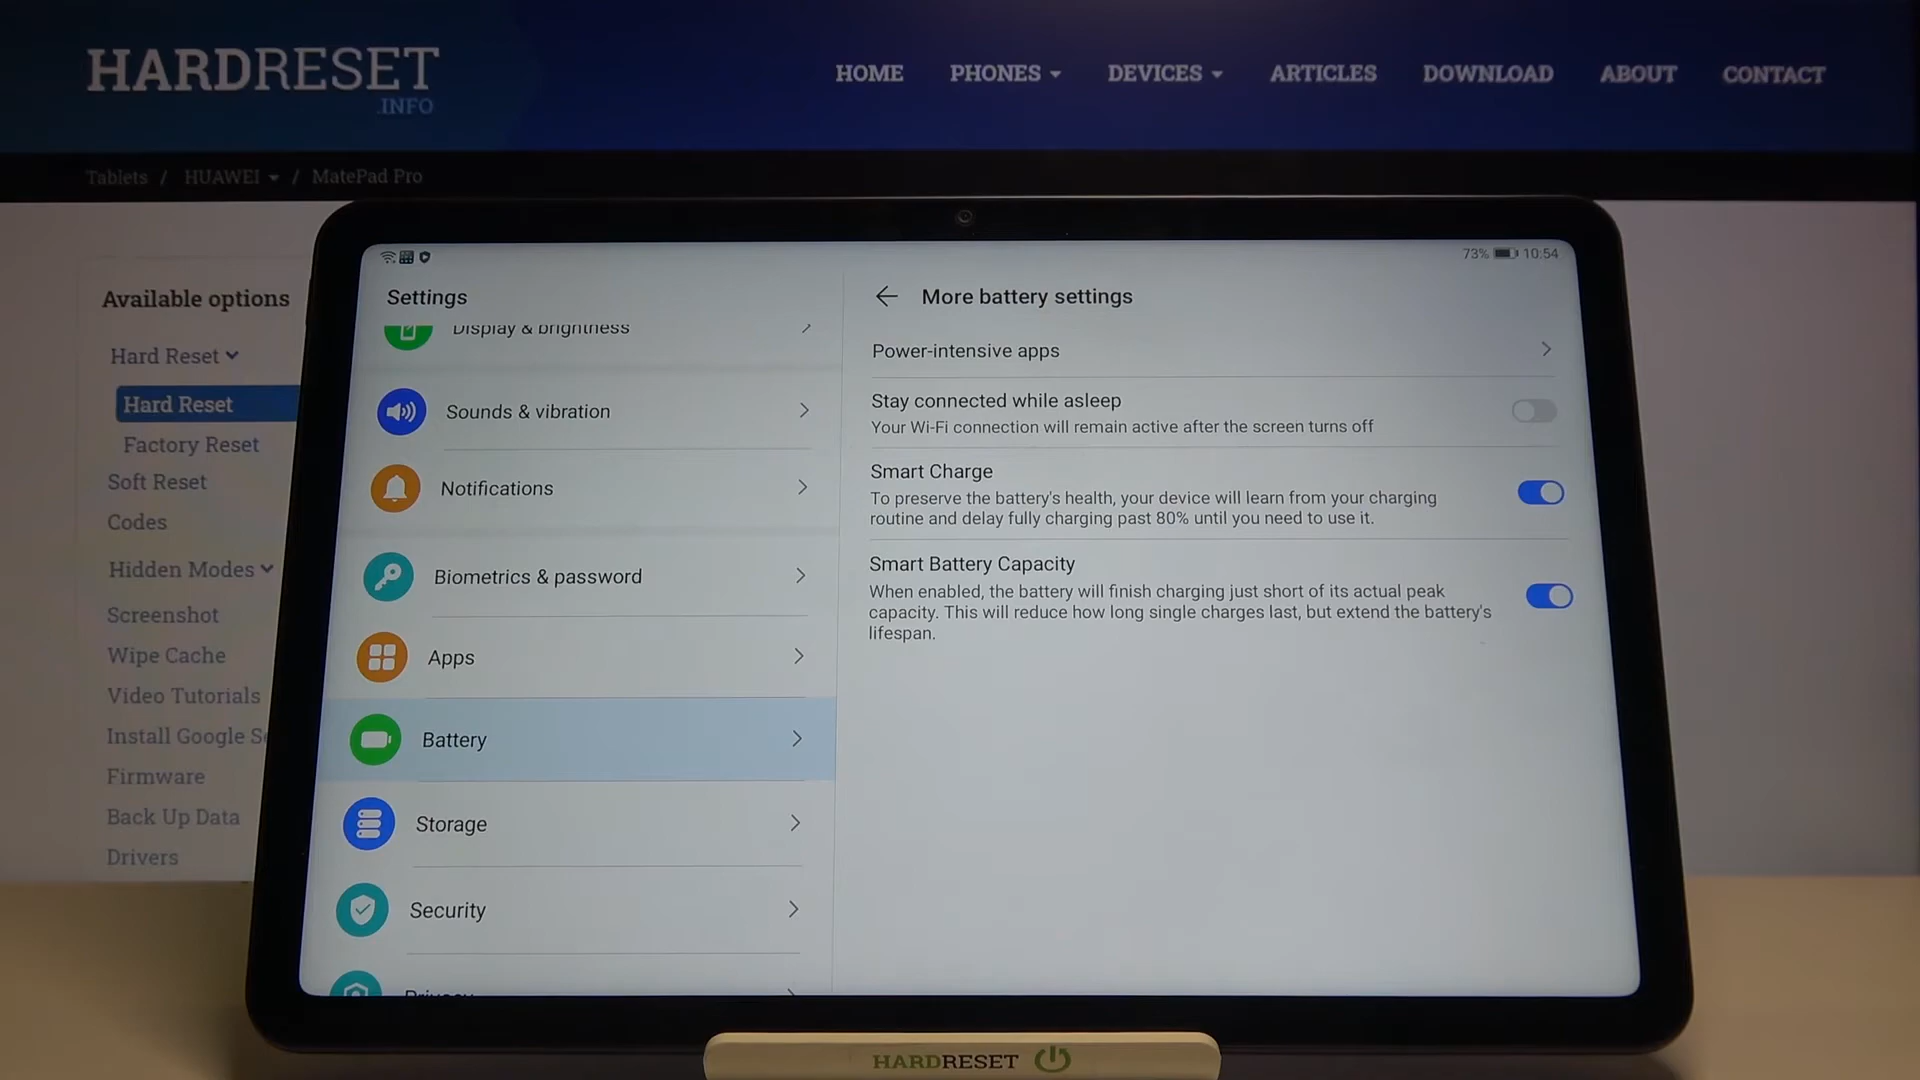 HARDRESET
.INFO
HOME PHONES DEVICES ARTICLES DOWNLOAD ABOUT CONTACT
Tablets / HUAWEI / MatePad Pro
Available options
Hard Reset
Hard Reset
Factory Reset
Soft Reset
Codes
Hidden Modes
Screenshot
Wipe Cache
Video Tutorials
Install Google
Firmware
Back Up Data
Drivers
73% 10:54
Settings
Display & brightness
Sounds & vibration
Notifications
Biometrics & password
Apps
Battery
Storage
Security
Privacy
More battery settings
Power-intensive apps
Stay connected while asleep
Your Wi-Fi connection will remain active after the screen turns off
Smart Charge
To preserve the battery's health, your device will learn from your charging
routine and delay fully charging past 80% until you need to use it.
Smart Battery Capacity
When enabled, the battery will finish charging just short of its actual peak
capacity. This will reduce how long single charges last, but extend the battery's
lifespan.
HARDRESET